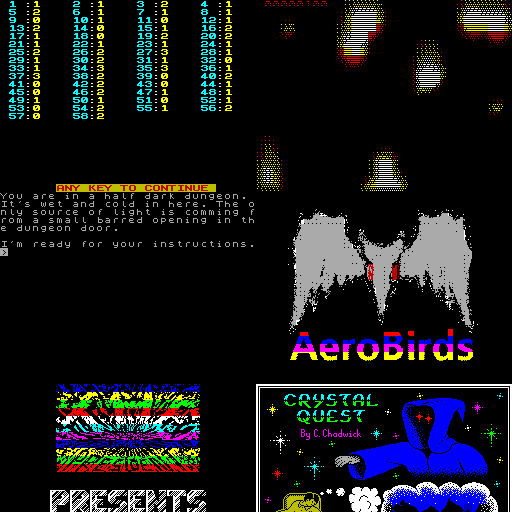 1 :1 2 :1 3 :2 4 :1
5 :2 6 :1 7 :1 8 :1
9 :1 10:1 11:0 12:1
13:2 14:0 15:1 16:2
17:1 18:1 19:1 20:2
21:1 22:1 23:1 24:2
25:2 26:2 27:3 28:1
29:1 30:1 31:1 32:0
33:1 34:2 35:3 36:1
37:3 38:2 39:0 40:2
41:0 42:2 43:0 44:1
45:0 46:2 47:1 48:1
49:1 50:1 51:0 52:1
53:0 54:1 55:1 56:2
57:0 58:2
ANY KEY TO CONTINUE
You are in a half dark dungeon.
It's wet and cold in here. The o
nly source of light is comming f
rom a small barred opening in th
e dungeon door.
I'm ready for your instructions.
>
AeroBirds
PRESENTS
CRYSTAL
QUEST
By C. Chadwick